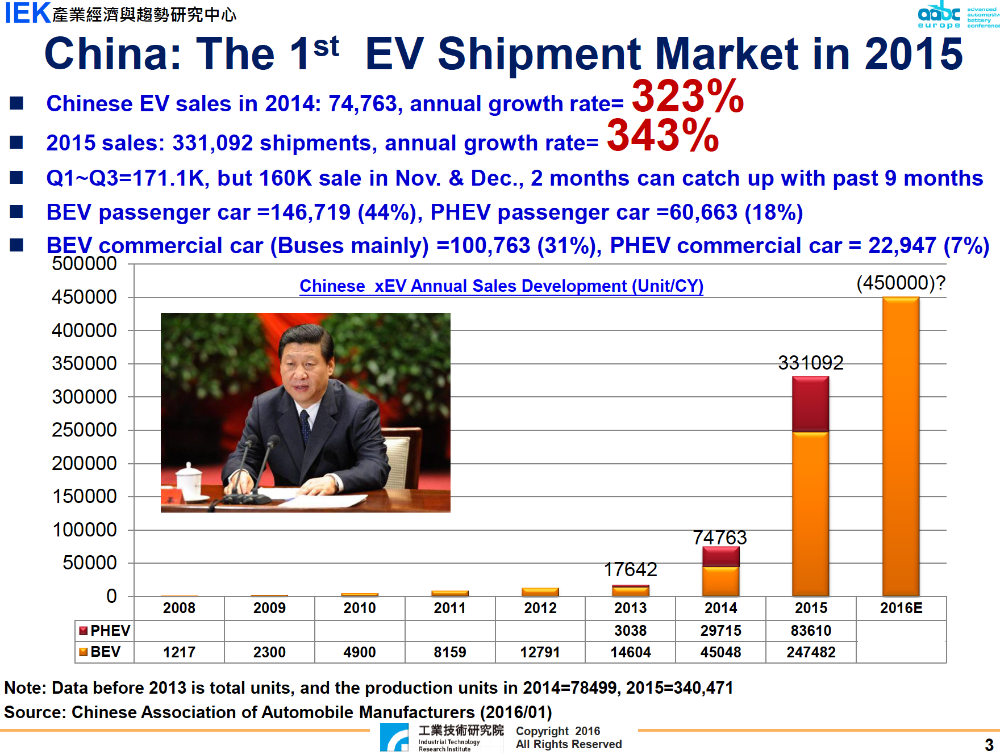 IEK產業經濟與趨勢研究中心
aabc europe advanced automotive battery conference
China: The 1st EV Shipment Market in 2015
■ Chinese EV sales in 2014: 74,763, annual growth rate= 323%
■ 2015 sales: 331,092 shipments, annual growth rate= 343%
■ Q1~Q3=171.1K, but 160K sale in Nov. & Dec., 2 months can catch up with past 9 months
■ BEV passenger car =146,719 (44%), PHEV passenger car =60,663 (18%)
■ BEV commercial car (Buses mainly) =100,763 (31%), PHEV commercial car = 22,947 (7%)
Chinese xEV Annual Sales Development (Unit/CY)
500000
450000
400000
350000
300000
250000
200000
150000
100000
50000
0
17642
74763
331092
(450000)?
2008 2009 2010 2011 2012 2013 2014 2015 2016E
PHEV 3038 29715 83610
BEV 1217 2300 4900 8159 12791 14604 45048 247482
Note: Data before 2013 is total units, and the production units in 2014=78499, 2015=340,471
Source: Chinese Association of Automobile Manufacturers (2016/01)
工業技術研究院
Industrial Technology
Research Institute
Copyright 2016
All Rights Reserved
3